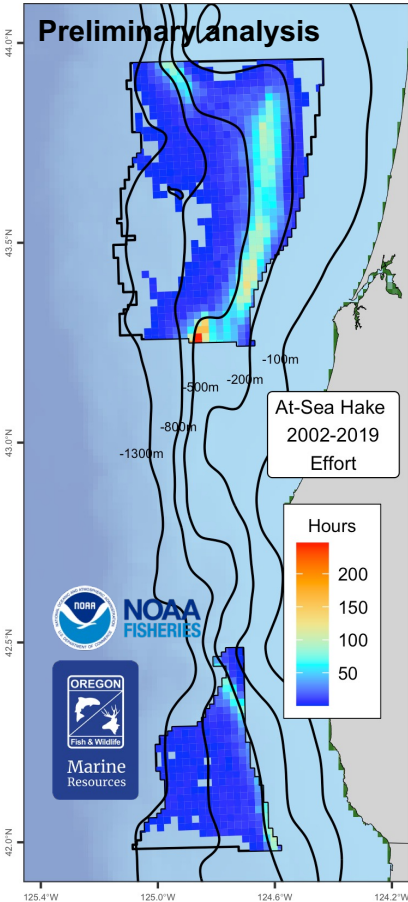 Preliminary analysis
44.0°N
43.5°N
43.0°N
42.5°N
42.0°N
-100m
-200m
-500m
-800m
-1300m
At-Sea Hake
2002-2019
Effort
Hours
200
150
100
50
NOAA
NOAA
FISHERIES
OREGON
Fish & Wildlife
Marine
Resources
125.4°W
125.0°W
124.6°W
124.2°W